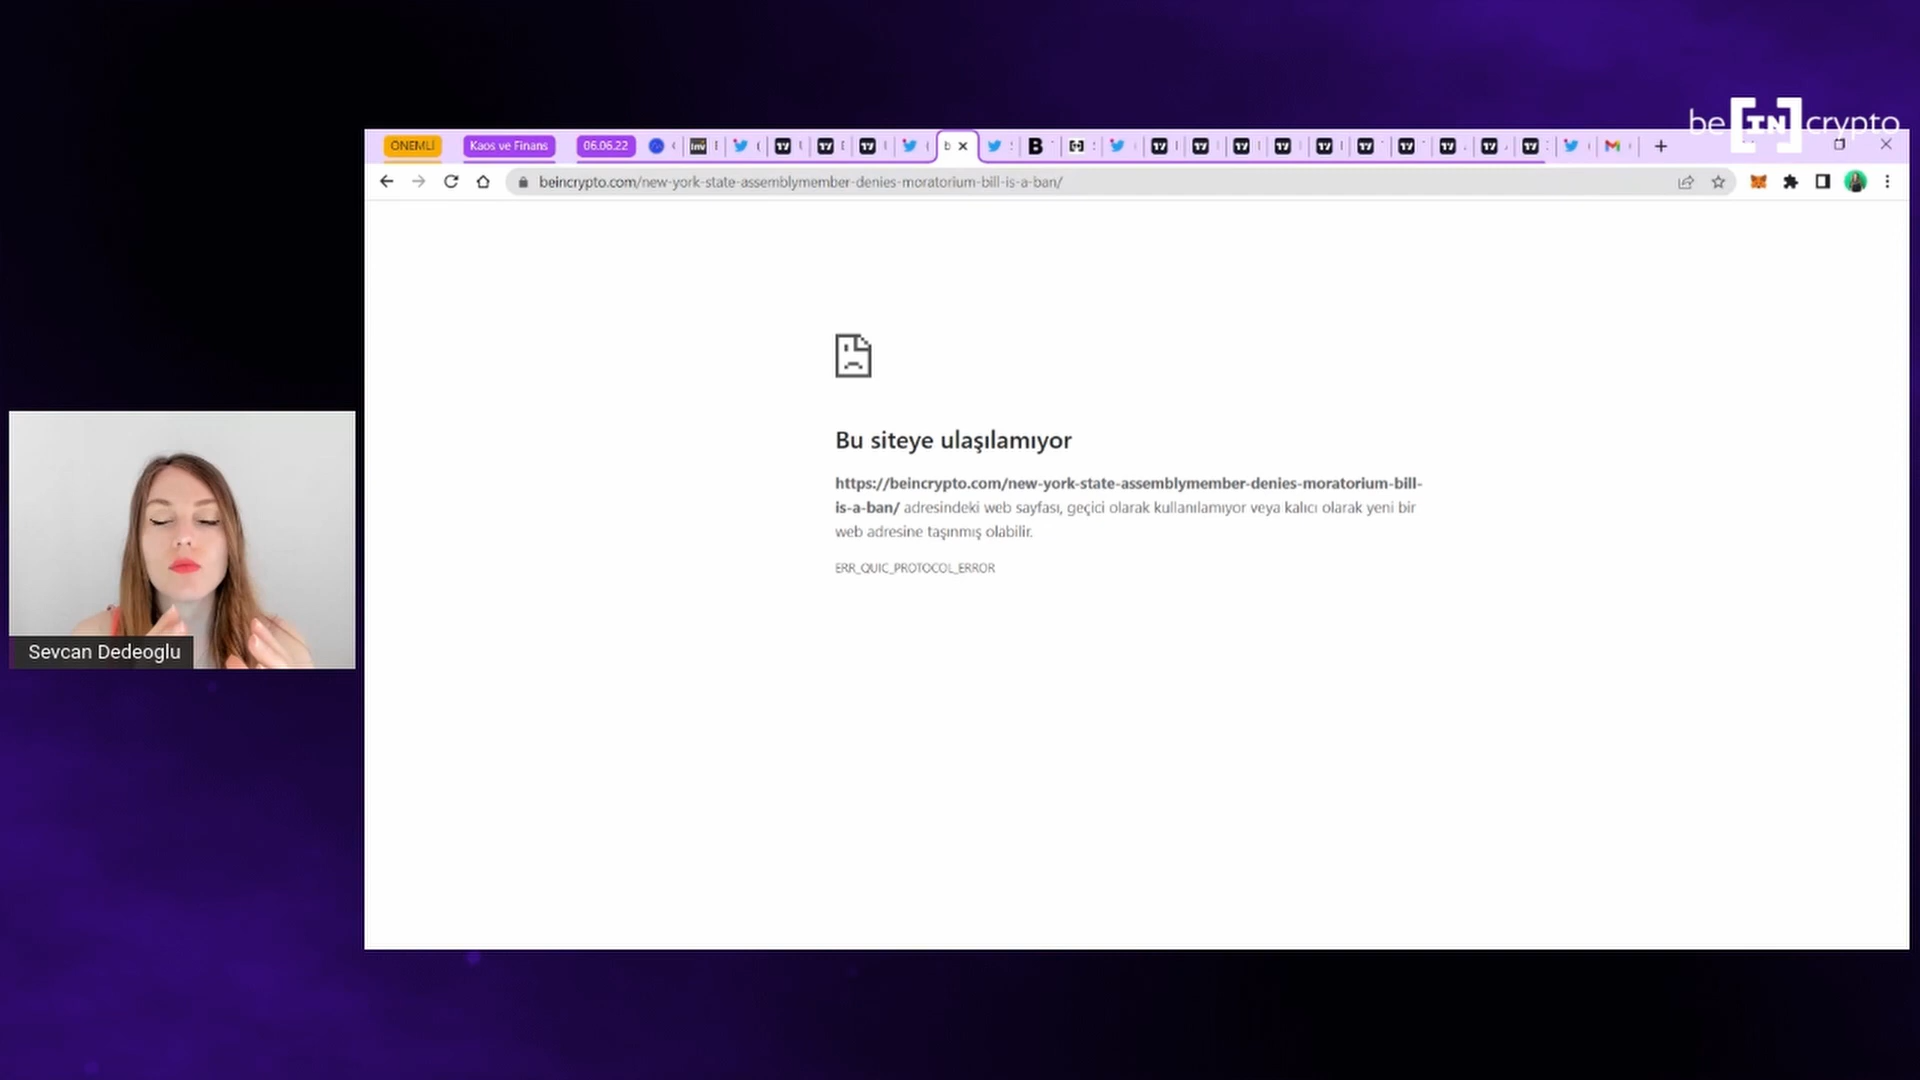 be[IN]crypto
ONEMLİ
Kaos ve Finans
06.06.22
beincrypto.com/new-york-state-assemblymember-denies-moratorium-bill-is-a-ban/
Bu siteye ulaşılamıyor
https://beincrypto.com/new-york-state-assemblymember-denies-moratorium-bill-
is-a-ban/ adresindeki web sayfası, geçici olarak kullanılamıyor veya kalıcı olarak yeni bir
web adresine taşınmış olabilir.
ERR_QUIC_PROTOCOL_ERROR
Sevcan Dedeoglu